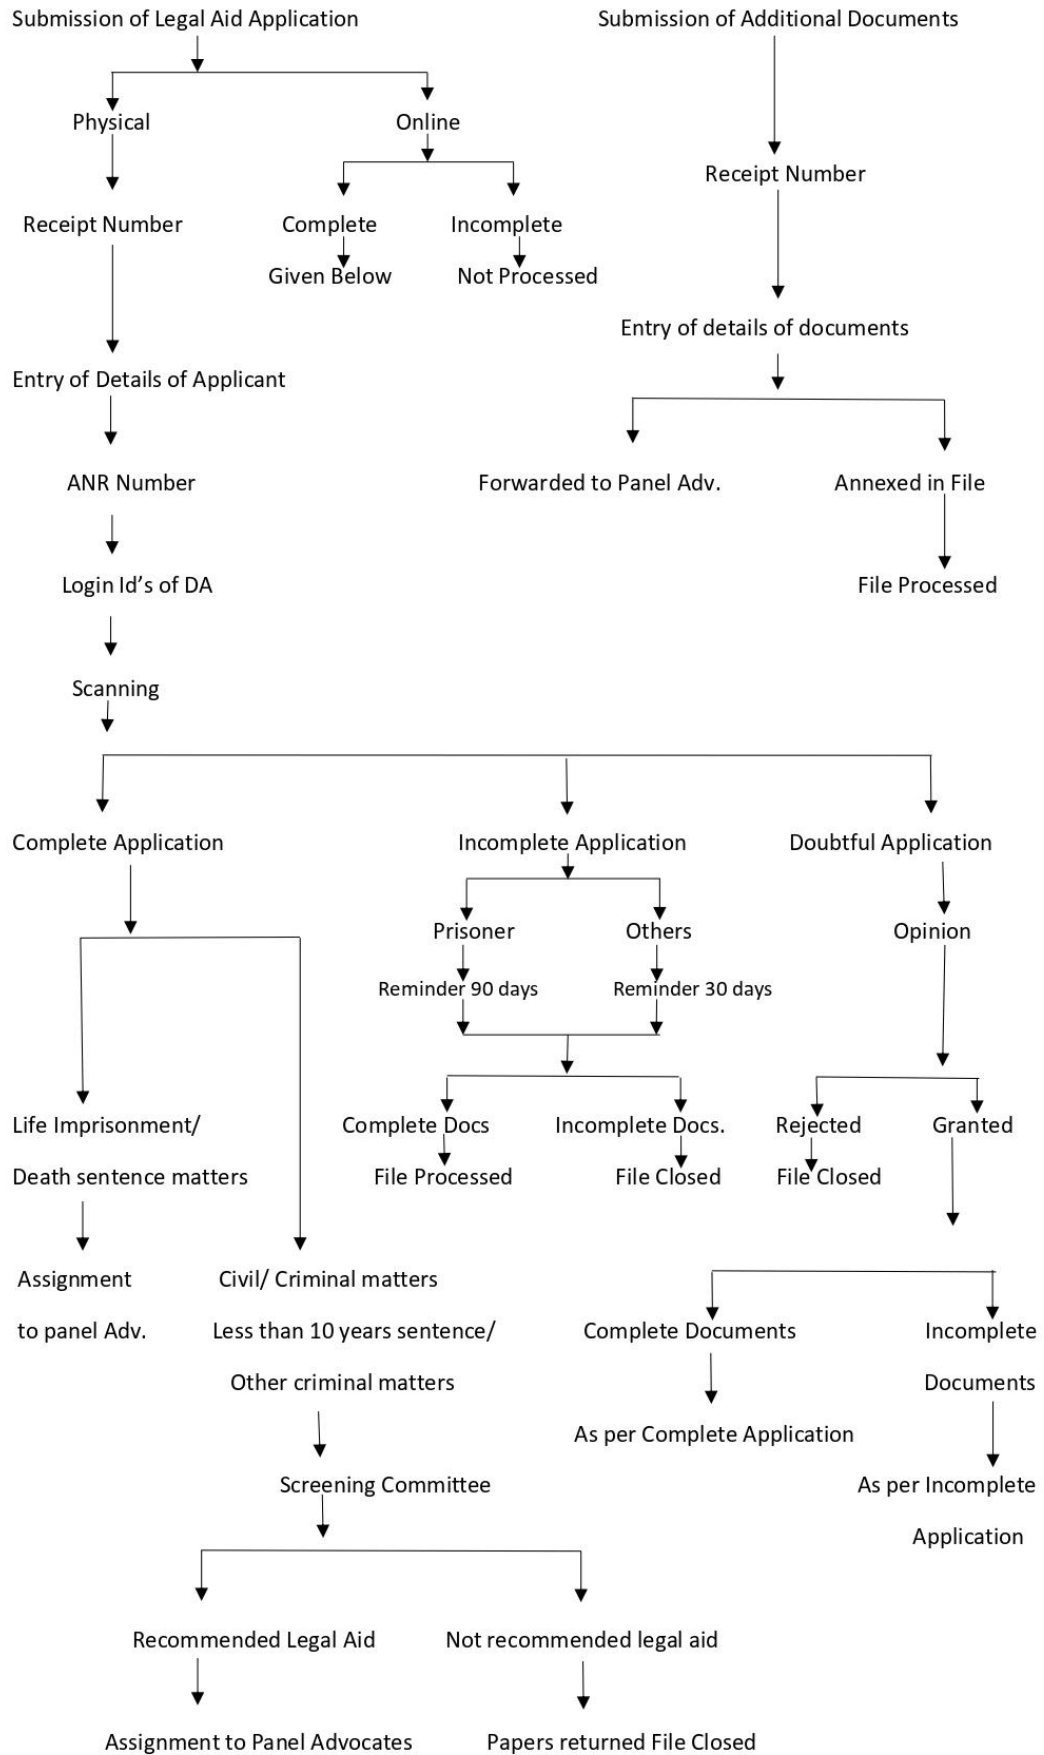 Submission of Legal Aid Application
Submission of Additional Documents
Physical
Online
Receipt Number
Receipt Number
Complete
Incomplete
Given Below
Not Processed
Entry of details of documents
Entry of Details of Applicant
ANR Number
Forwarded to Panel Adv.
Annexed in File
Login Id’s of DA
File Processed
Scanning
Complete Application
Incomplete Application
Doubtful Application
Prisoner
Others
Opinion
Reminder 90 days
Reminder 30 days
Life Imprisonment/
Death sentence matters
Complete Docs
Incomplete Docs.
Rejected
Granted
File Processed
File Closed
File Closed
Assignment
to panel Adv.
Civil/ Criminal matters
Less than 10 years sentence/
Other criminal matters
Complete Documents
Incomplete
Documents
As per Complete Application
Screening Committee
As per Incomplete
Application
Recommended Legal Aid
Not recommended legal aid
Assignment to Panel Advocates
Papers returned File Closed